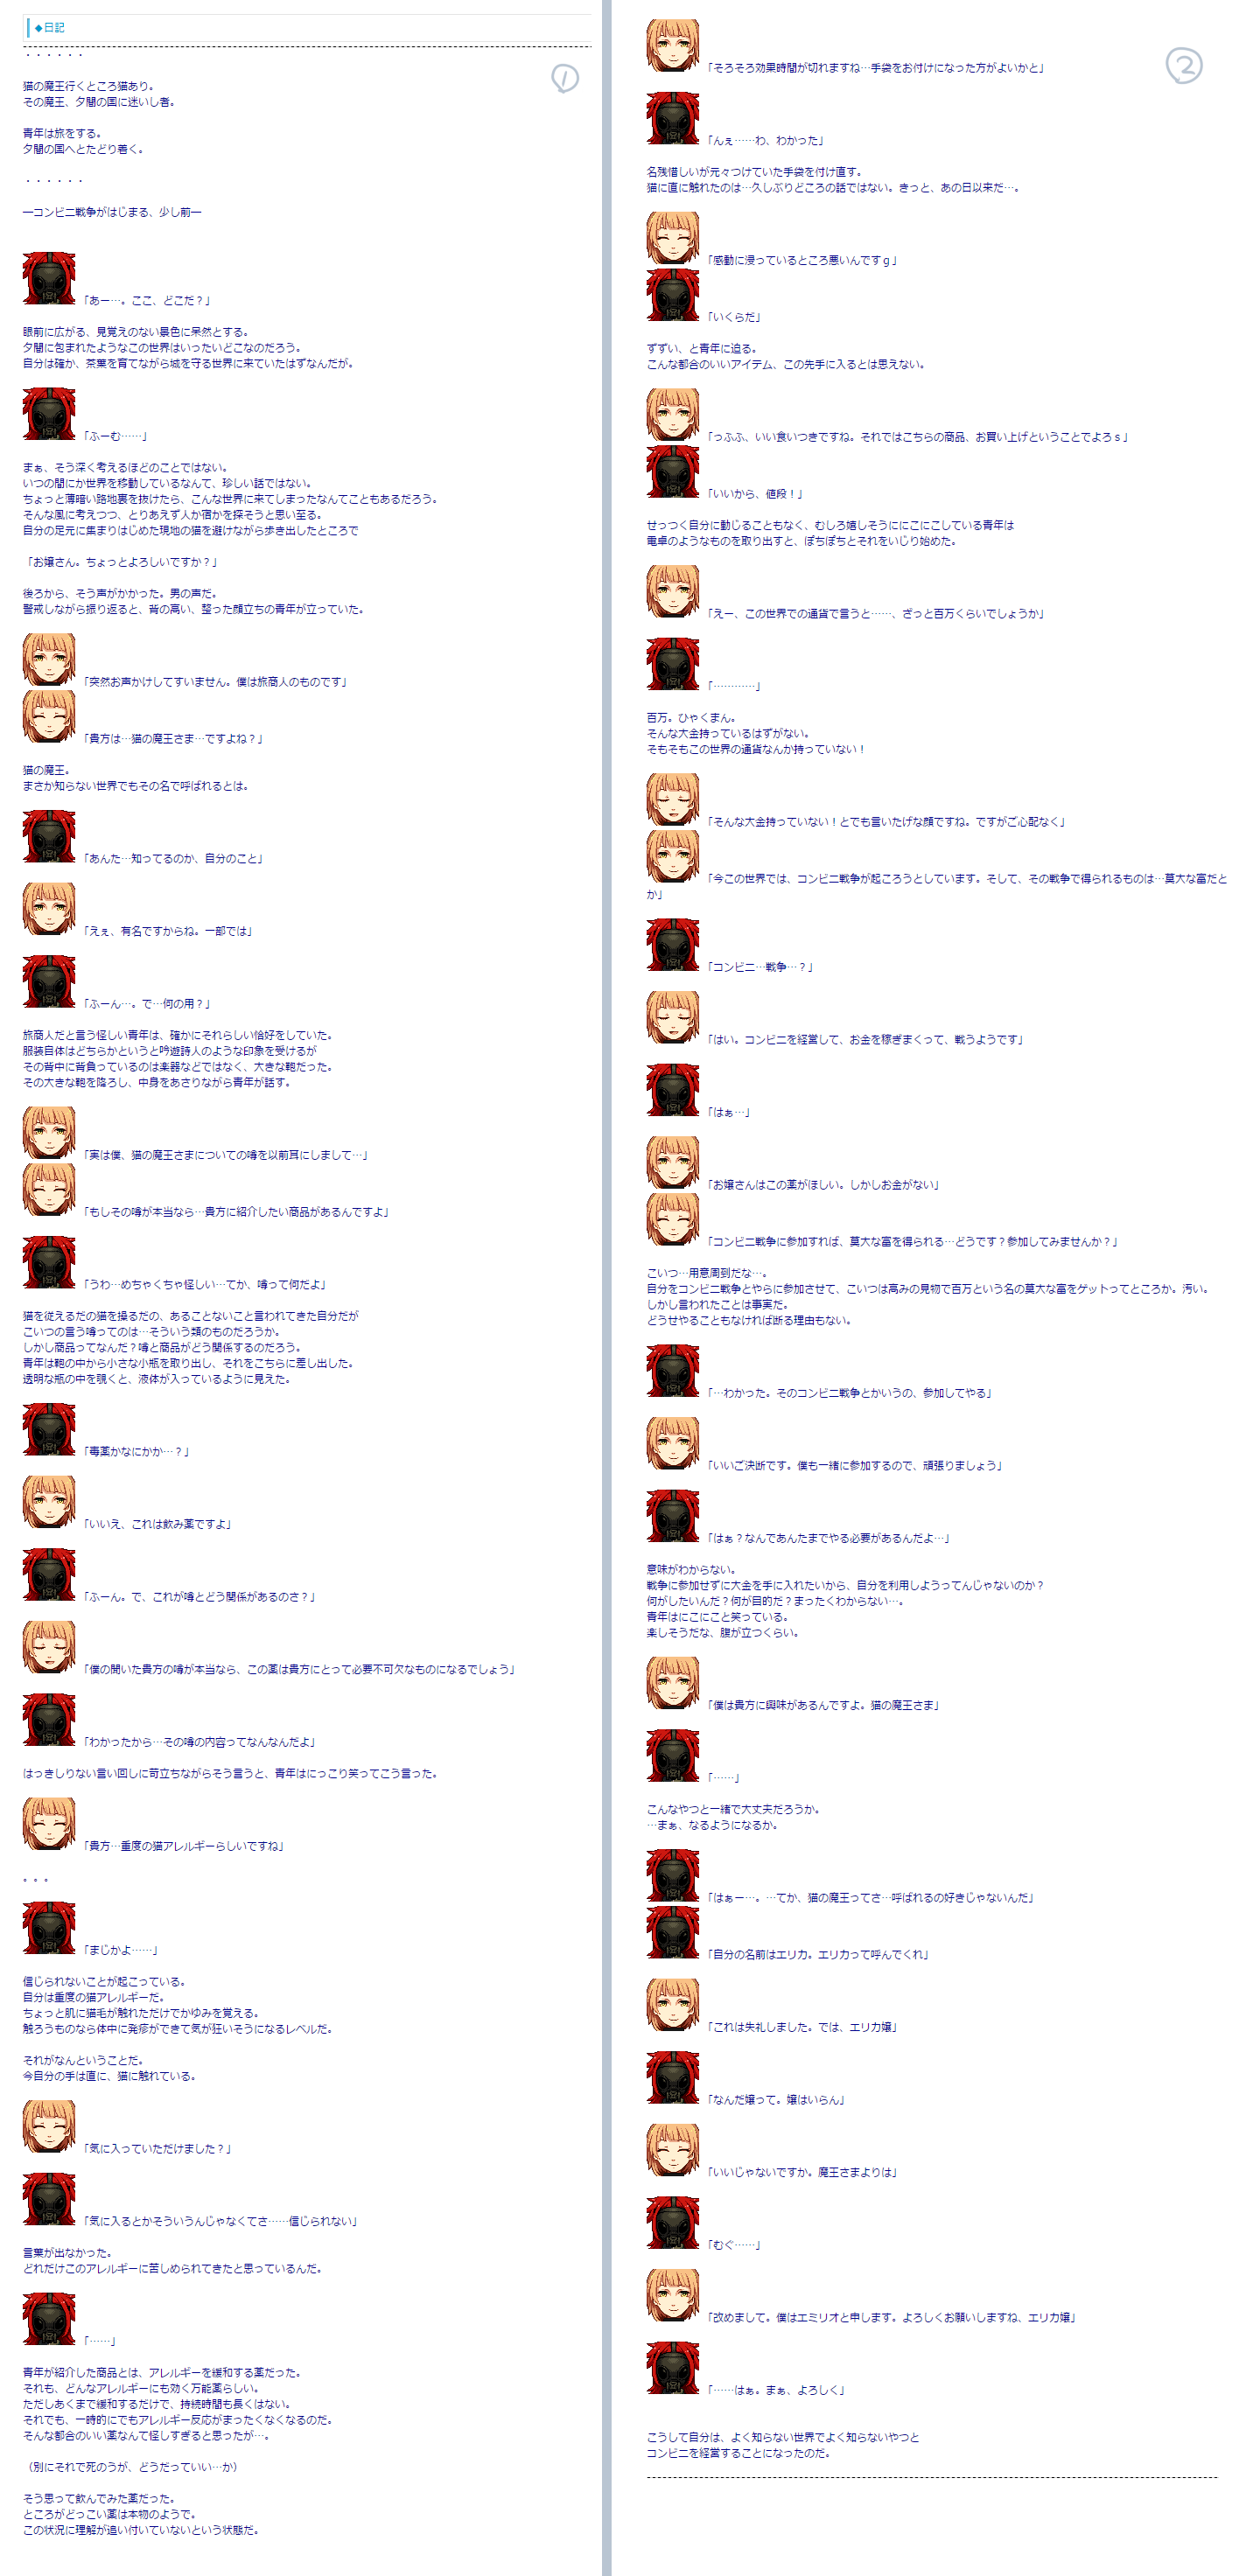 ◆日記
・・・・・・
①
猫の魔王行くところ猫あり。
その魔王、夕闇の国に迷いし者。
青年は旅をする。
夕闇の国へとたどり着く。
・・・・・・
―コンビニ戦争がはじまる、少し前―
「あー…。ここ、どこだ？」
眼前に広がる、見覚えのない景色に呆然とする。
夕闇に包まれたようなこの世界はいったいどこなのだろう。
自分は確か、茶葉を育てながら城を守る世界に来ていたはずなんだが。
「ふーむ……」
まぁ、そう深く考えるほどのことではない。
いつの間にか世界を移動しているなんて、珍しい話ではない。
ちょっと薄暗い路地裏を抜けたら、こんな世界に来てしまったなんてこともあるだろう。
そんな風に考えつつ、とりあえず人か宿かを探そうと思い至る。
自分の足元に集まりはじめた現地の猫を避けながら歩き出したところで
「お嬢さん。ちょっとよろしいですか？」
後ろから、そう声がかかった。男の声だ。
警戒しながら振り返ると、背の高い、整った顔立ちの青年が立っていた。
「突然お声かけしてすいません。僕は旅商人のものです」
「貴方は…猫の魔王さま…ですよね？」
猫の魔王。
まさか知らない世界でもその名で呼ばれるとは。
「あんた…知ってるのか、自分のこと」
「えぇ、有名ですからね。一部では」
「ふーん…。で…何の用？」
旅商人だと言う怪しい青年は、確かにそれらしい恰好をしていた。
服装自体はどちらかというと吟遊詩人のような印象を受けるが
その背中に背負っているのは楽器などではなく、大きな鞄だった。
その大きな鞄を降ろし、中身をあさりながら青年が話す。
「実は僕、猫の魔王さまについての噂を以前耳にしまして…」
「もしその噂が本当なら…貴方に紹介したい商品があるんですよ」
「うわ…めちゃくちゃ怪しい…てか、噂って何だよ」
猫を従えるだの猫を操るだの、あることないこと言われてきた自分だが
こいつの言う噂ってのは…そういう類のものだろうか。
しかし商品ってなんだ？噂と商品がどう関係するのだろう。
青年は鞄の中から小さな小瓶を取り出し、それをこちらに差し出した。
透明な瓶の中を覗くと、液体が入っているように見えた。
「毒薬かなにかか…？」
「いいえ、これは飲み薬ですよ」
「ふーん。で、これが噂とどう関係があるのさ？」
「僕の聞いた貴方の噂が本当なら、この薬は貴方にとって必要不可欠なものになるでしょう」
「わかったから…その噂の内容ってなんなんだよ」
はっきしりない言い回しに苛立ちながらそう言うと、青年はにっこり笑ってこう言った。
「貴方…重度の猫アレルギーらしいですね」
。。。
「まじかよ……」
信じられないことが起こっている。
自分は重度の猫アレルギーだ。
ちょっと肌に猫毛が触れただけでかゆみを覚える。
触ろうものなら体中に発疹ができて気が狂いそうになるレベルだ。
それがなんということだ。
今自分の手は直に、猫に触れている。
「気に入っていただけました？」
「気に入るとかそういうんじゃなくてさ……信じられない」
言葉が出なかった。
どれだけこのアレルギーに苦しめられてきたと思っているんだ。
「……」
青年が紹介した商品とは、アレルギーを緩和する薬だった。
それも、どんなアレルギーにも効く万能薬らしい。
ただしあくまで緩和するだけで、持続時間も長くはない。
それでも、一時的にでもアレルギー反応がまったくなくなるのだ。
そんな都合のいい薬なんて怪しすぎると思ったが…。
（別にそれで死のうが、どうだっていい…か）
そう思って飲んでみた薬だった。
ところがどっこい薬は本物のようで。
この状況に理解が追い付いていないという状態だ。
②
「そろそろ効果時間が切れますね…手袋をお付けになった方がよいかと」
「んぇ……わ、わかった」
名残惜しいが元々つけていた手袋を付け直す。
猫に直に触れたのは…久しぶりどころの話ではない。きっと、あの日以来だ…。
「感動に浸っているところ悪いんですｇ」
「いくらだ」
ずずい、と青年に迫る。
こんな都合のいいアイテム、この先手に入るとは思えない。
「っふふ、いい食いつきですね。それではこちらの商品、お買い上げということでよろｓ」
「いいから、値段！」
せっつく自分に動じることもなく、むしろ嬉しそうににこにこしている青年は
電卓のようなものを取り出すと、ぽちぽちとそれをいじり始めた。
「えー、この世界での通貨で言うと……、ざっと百万くらいでしょうか」
「…………」
百万。ひゃくまん。
そんな大金持っているはずがない。
そもそもこの世界の通貨なんか持っていない！
「そんな大金持っていない！とでも言いたげな顔ですね。ですがご心配なく」
「今この世界では、コンビニ戦争が起ころうとしています。そして、その戦争で得られるものは…莫大な富だと
か」
「コンビニ…戦争…？」
「はい。コンビニを経営して、お金を稼ぎまくって、戦うようです」
「はぁ…」
「お嬢さんはこの薬がほしい。しかしお金がない」
「コンビニ戦争に参加すれば、莫大な富を得られる…どうです？参加してみませんか？」
こいつ…用意周到だな…。
自分をコンビニ戦争とやらに参加させて、こいつは高みの見物で百万という名の莫大な富をゲットってところか。汚い。
しかし言われたことは事実だ。
どうせやることもなければ断る理由もない。
「…わかった。そのコンビニ戦争とかいうの、参加してやる」
「いいご決断です。僕も一緒に参加するので、頑張りましょう」
「はぁ？なんであんたまでやる必要があるんだよ…」
意味がわからない。
戦争に参加せずに大金を手に入れたいから、自分を利用しようってんじゃないのか？
何がしたいんだ？何が目的だ？まったくわからない…。
青年はにこにこと笑っている。
楽しそうだな、腹が立つくらい。
「僕は貴方に興味があるんですよ。猫の魔王さま」
「……」
こんなやつと一緒で大丈夫だろうか。
…まぁ、なるようになるか。
「はぁー…。…てか、猫の魔王ってさ…呼ばれるの好きじゃないんだ」
「自分の名前はエリカ。エリカって呼んでくれ」
「これは失礼しました。では、エリカ嬢」
「なんだ嬢って。嬢はいらん」
「いいじゃないですか。魔王さまよりは」
「むぐ……」
「改めまして。僕はエミリオと申します。よろしくお願いしますね、エリカ嬢」
「……はぁ。まぁ、よろしく」
こうして自分は、よく知らない世界でよく知らないやつと
コンビニを経営することになったのだ。